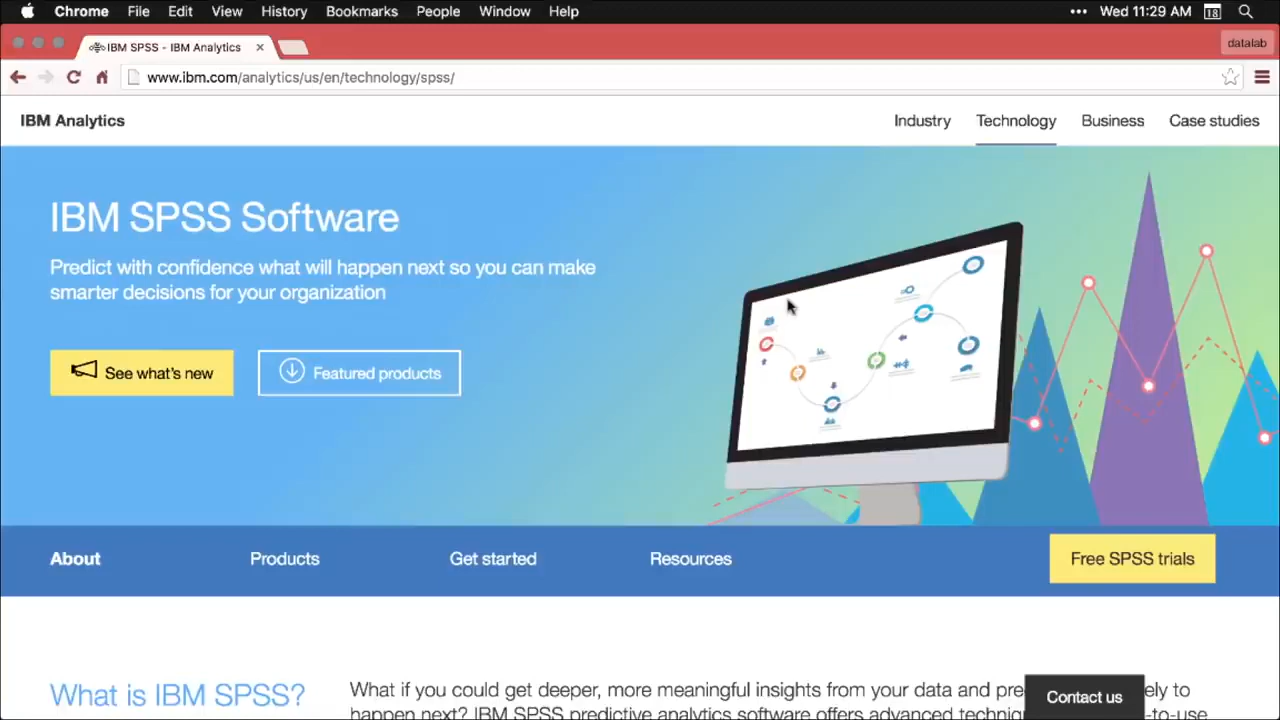 Chrome File Edit View History Bookmarks People Window Help ••• Wed 11:29 AM 18
IBM SPSS - IBM Analytics × datalab
www.ibm.com/analytics/us/en/technology/spss/
IBM Analytics Industry Technology Business Case studies
IBM SPSS Software
Predict with confidence what will happen next so you can make
smarter decisions for your organization
See what's new Featured products
About Products Get started Resources Free SPSS trials
What is IBM SPSS? What if you could get deeper, more meaningful insights from your data and pre ely to
Contact us
happen next? IBM SPSS predictive analytics software offers advanced techniq -to-use